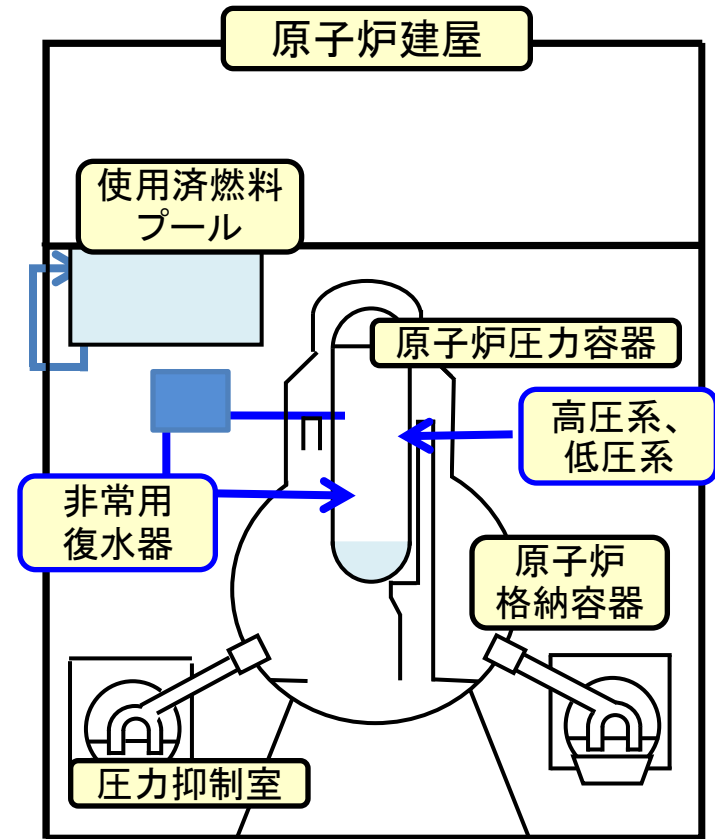 原子炉建屋
使用済燃料
プール
原子炉圧力容器
高圧系、
低圧系
非常用
復水器
原子炉
格納容器
圧力抑制室